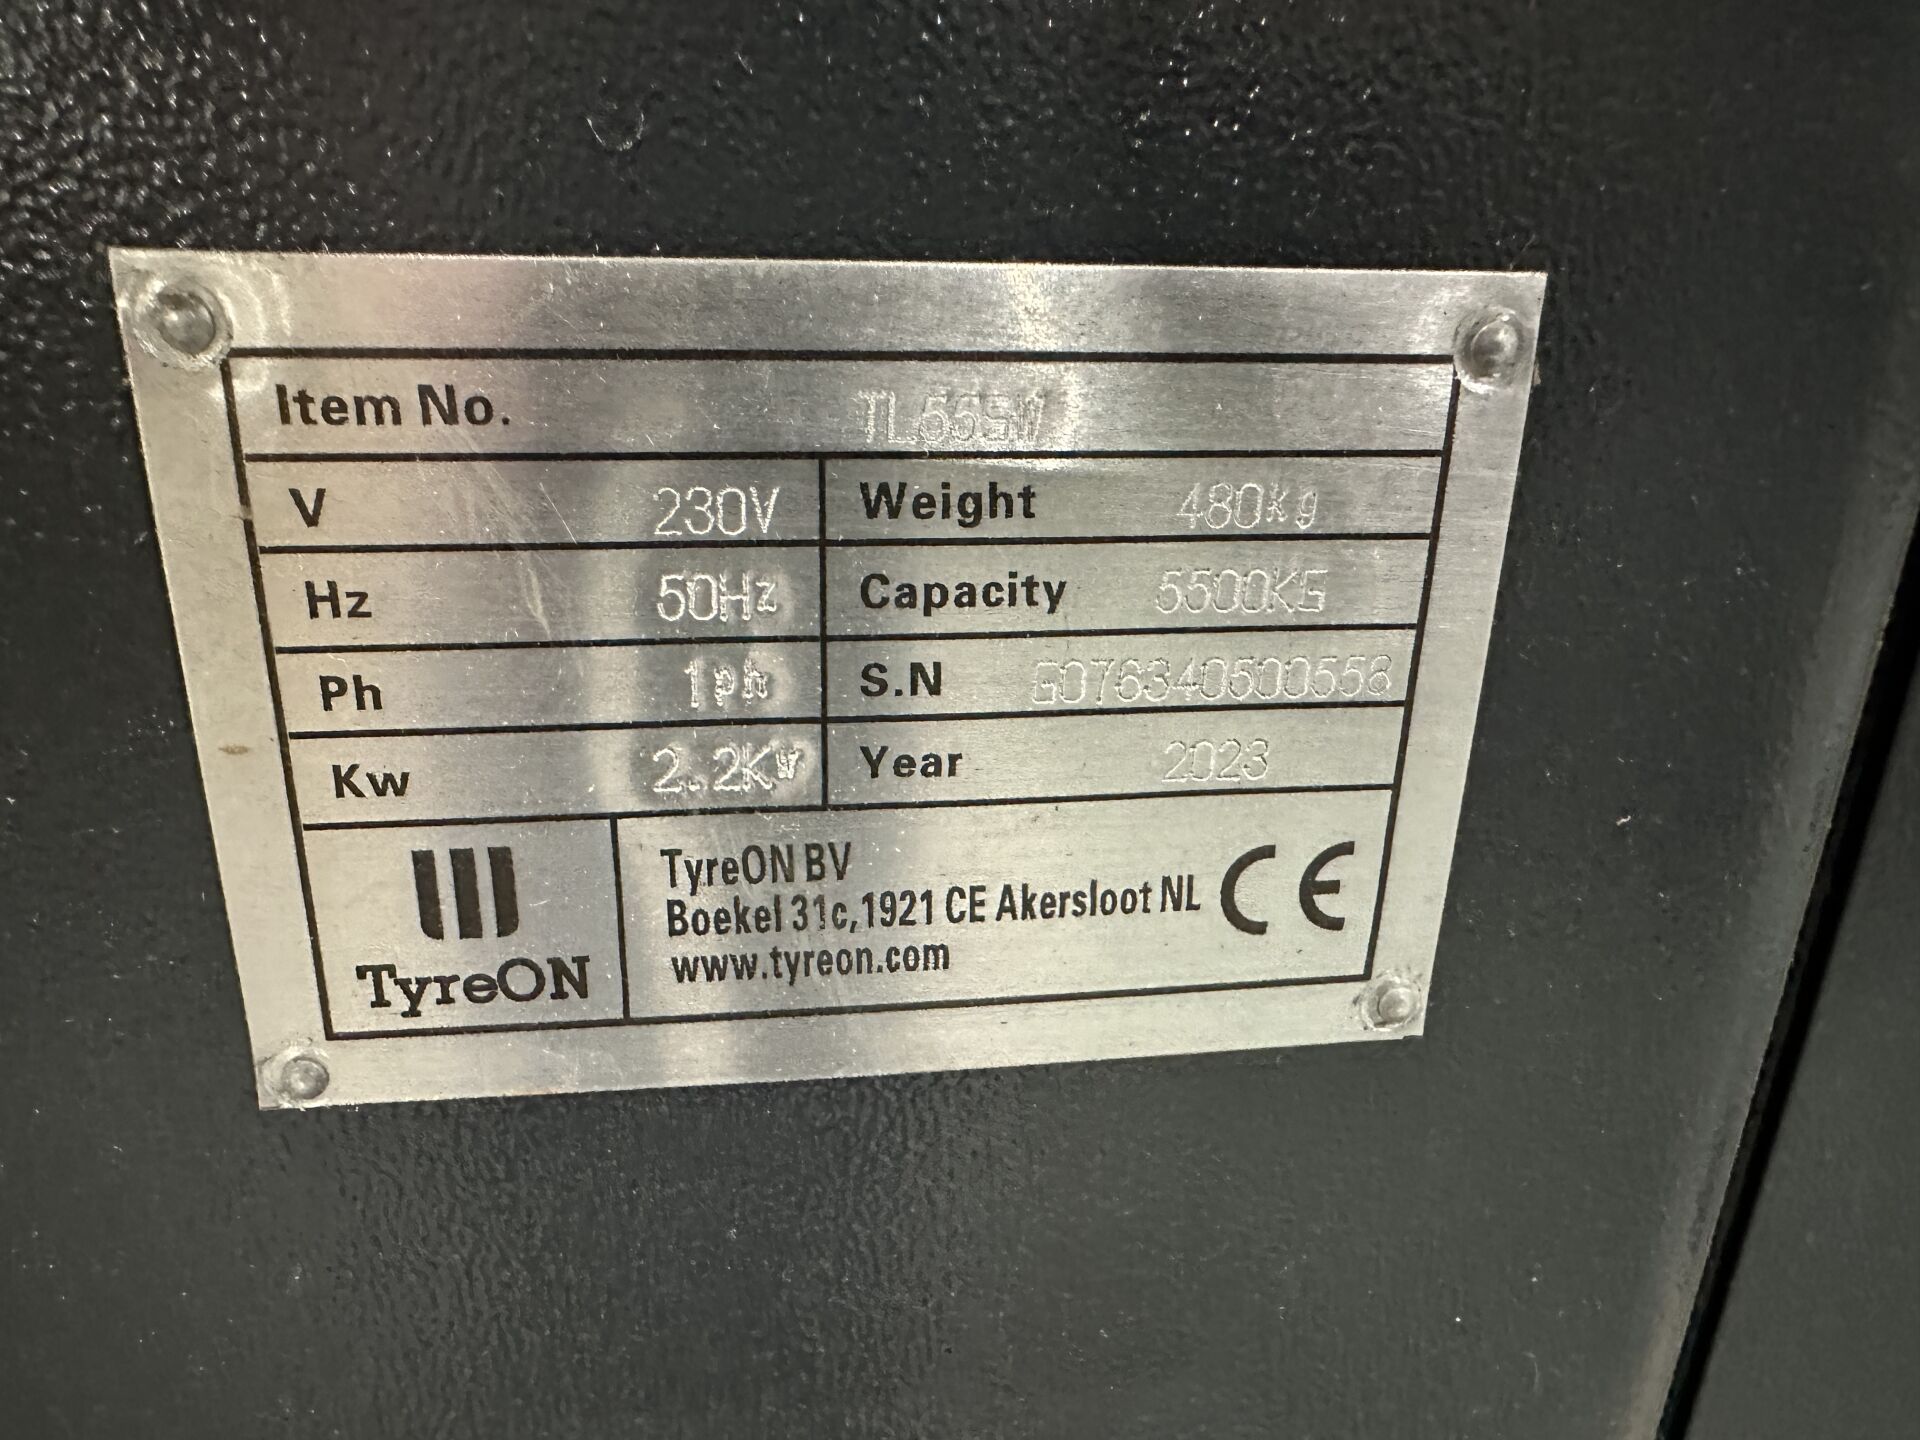 Item No. TL55SW
V 230V Weight 480kg
Hz 50Hz Capacity 5500KG
Ph 1ph S.N G076340500558
Kw 2.2KW Year 2023
TyreON
TyreON BV
Boekel 31c, 1921 CE Akersloot NL
www.tyreon.com
CE